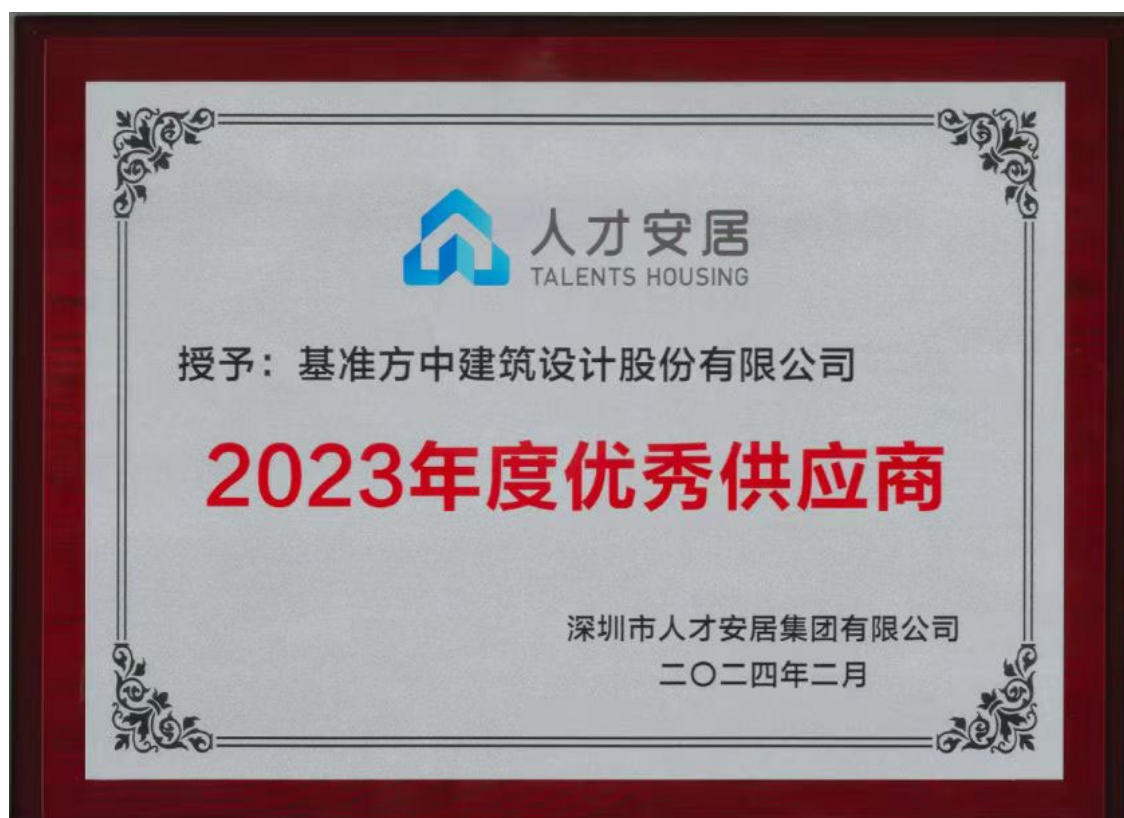 人才安居
TALENTS HOUSING
授予：基准方中建筑设计股份有限公司
2023年度优秀供应商
深圳市人才安居集团有限公司
二〇二四年二月